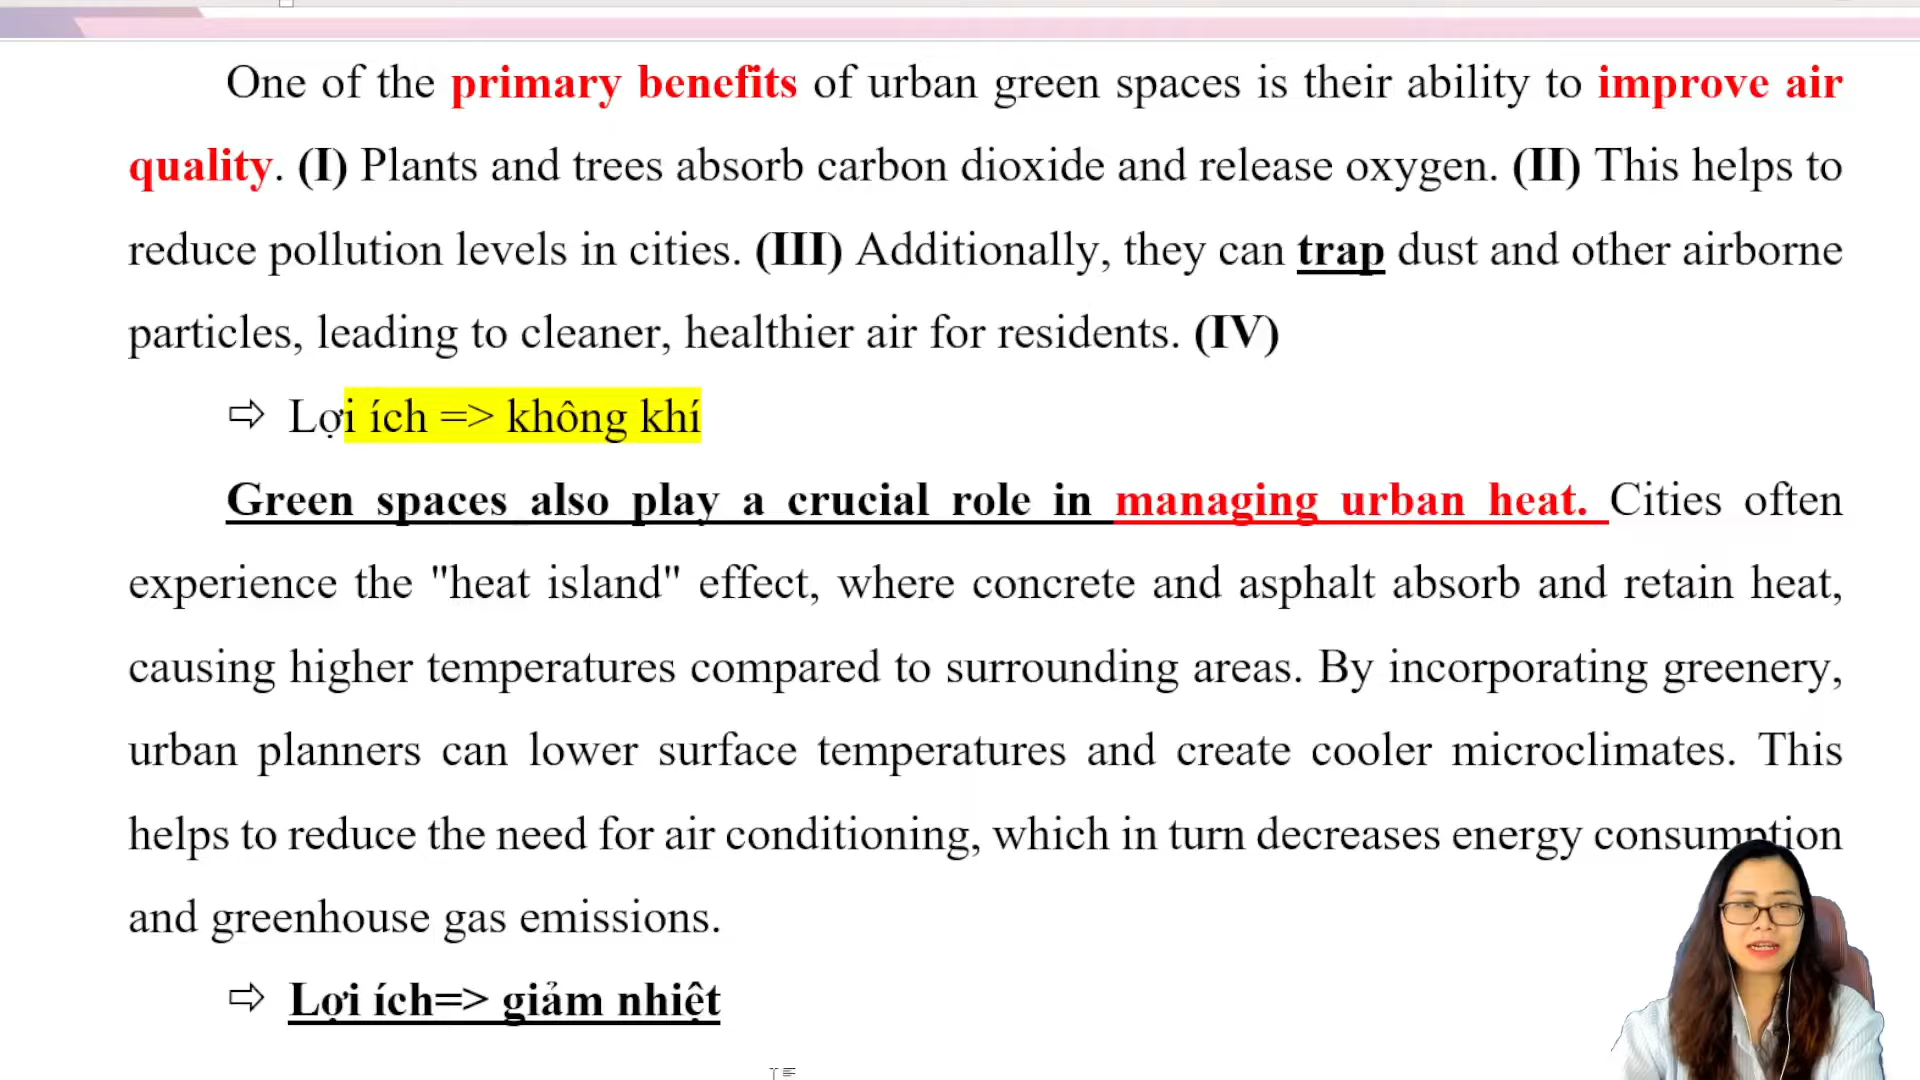 One of the primary benefits of urban green spaces is their ability to improve air
quality. (I) Plants and trees absorb carbon dioxide and release oxygen. (II) This helps to
reduce pollution levels in cities. (III) Additionally, they can trap dust and other airborne
particles, leading to cleaner, healthier air for residents. (IV)
⇨ Lợi ích => không khí
Green spaces also play a crucial role in managing urban heat. Cities often
experience the "heat island" effect, where concrete and asphalt absorb and retain heat,
causing higher temperatures compared to surrounding areas. By incorporating greenery,
urban planners can lower surface temperatures and create cooler microclimates. This
helps to reduce the need for air conditioning, which in turn decreases energy consumption
and greenhouse gas emissions.
⇨ Lợi ích=> giảm nhiệt